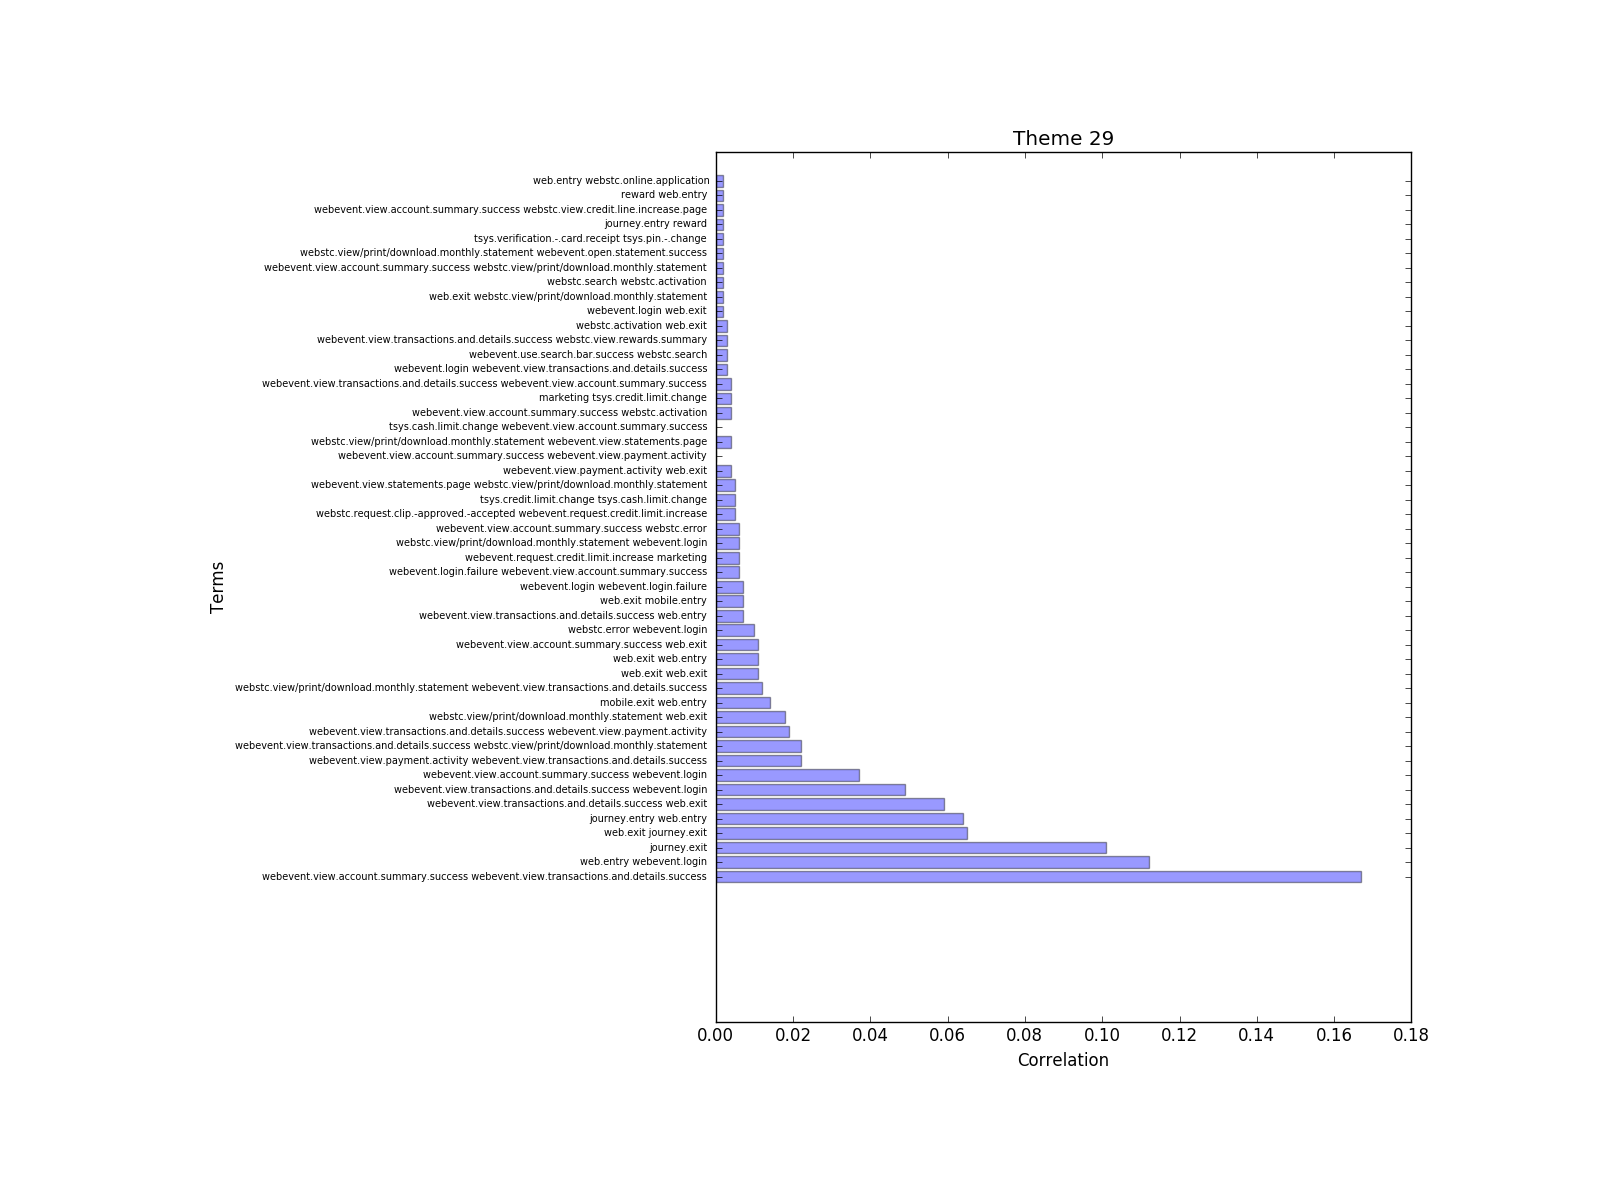 Theme 29
web.entry webstc.online.application
reward web.entry
webevent.view.account.summary.success webstc.view.credit.line.increase.page
journey.entry reward
tsys.verification.-.card.receipt tsys.pin.-.change
webstc.view/print/download.monthly.statement webevent.open.statement.success
webevent.view.account.summary.success webstc.view/print/download.monthly.statement
webstc.search webstc.activation
web.exit webstc.view/print/download.monthly.statement
webevent.login web.exit
webstc.activation web.exit
webevent.view.transactions.and.details.success webstc.view.rewards.summary
webevent.use.search.bar.success webstc.search
webevent.login webevent.view.transactions.and.details.success
webevent.view.transactions.and.details.success webevent.view.account.summary.success
marketing tsys.credit.limit.change
webevent.view.account.summary.success webstc.activation
tsys.cash.limit.change webevent.view.account.summary.success
webstc.view/print/download.monthly.statement webevent.view.statements.page
webevent.view.account.summary.success webevent.view.payment.activity
webevent.view.payment.activity web.exit
webevent.view.statements.page webstc.view/print/download.monthly.statement
tsys.credit.limit.change tsys.cash.limit.change
webstc.request.clip.-approved.-accepted webevent.request.credit.limit.increase
webevent.view.account.summary.success webstc.error
webstc.view/print/download.monthly.statement webevent.login
webevent.request.credit.limit.increase marketing
webevent.login.failure webevent.view.account.summary.success
webevent.login webevent.login.failure
web.exit mobile.entry
webevent.view.transactions.and.details.success web.entry
webstc.error webevent.login
webevent.view.account.summary.success web.exit
web.exit web.entry
web.exit web.exit
webstc.view/print/download.monthly.statement webevent.view.transactions.and.details.success
mobile.exit web.entry
webstc.view/print/download.monthly.statement web.exit
webevent.view.transactions.and.details.success webevent.view.payment.activity
webevent.view.transactions.and.details.success webstc.view/print/download.monthly.statement
webevent.view.payment.activity webevent.view.transactions.and.details.success
webevent.view.account.summary.success webevent.login
webevent.view.transactions.and.details.success webevent.login
webevent.view.transactions.and.details.success web.exit
journey.entry web.entry
web.exit journey.exit
journey.exit
web.entry webevent.login
webevent.view.account.summary.success webevent.view.transactions.and.details.success
Terms
0.00 0.02 0.04 0.06 0.08 0.10 0.12 0.14 0.16 0.18
Correlation